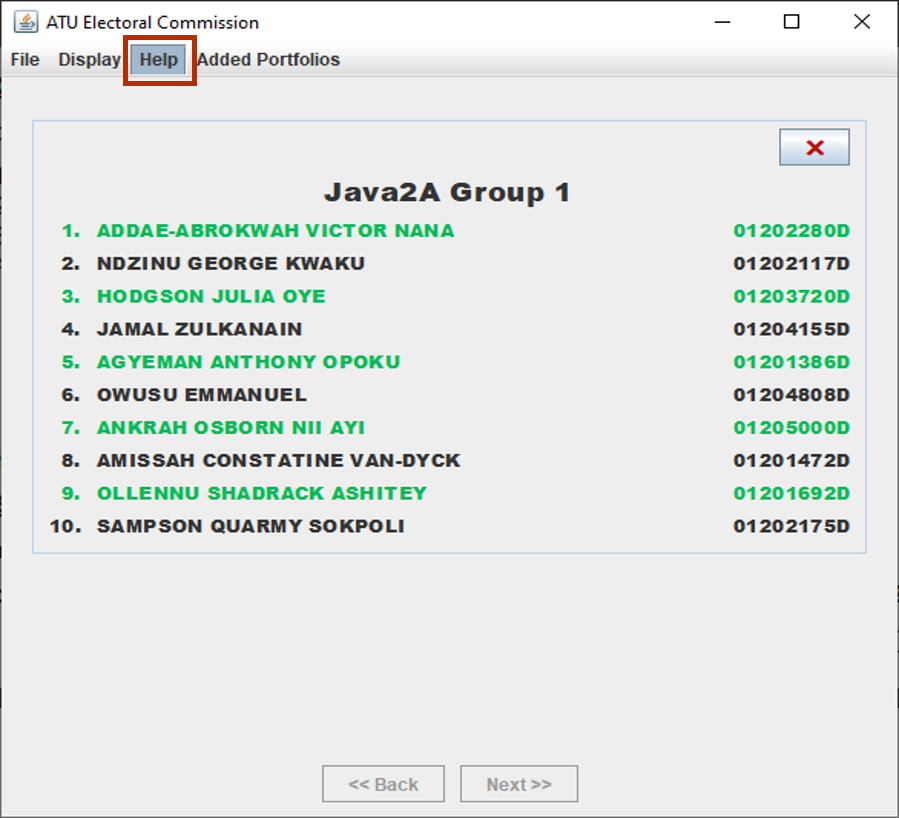 ATU Electoral Commission
File Display Help Added Portfolios
Java2A Group 1
1. ADDAE-ABROKWAH VICTOR NANA 01202280D
2. NDZINU GEORGE KWAKU 01202117D
3. HODGSON JULIA OYE 01203720D
4. JAMAL ZULKANAIN 01204155D
5. AGYEMAN ANTHONY OPOKU 01201386D
6. OWUSU EMMANUEL 01204808D
7. ANKRAH OSBORN NII AYI 01205000D
8. AMISSAH CONSTATINE VAN-DYCK 01201472D
9. OLLENNU SHADRACK ASHITEY 01201692D
10. SAMPSON QUARMY SOKPOLI 01202175D
<< Back Next >>